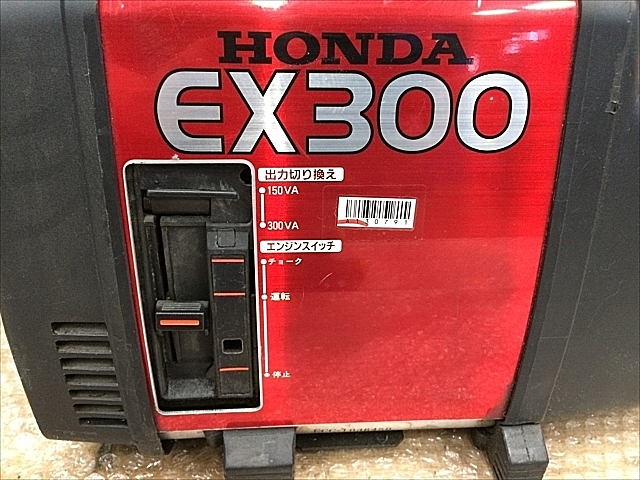 HONDA
EX300
出力切り換え
150VA
300VA
エンジンスイッチ
チョーク
運転
停止